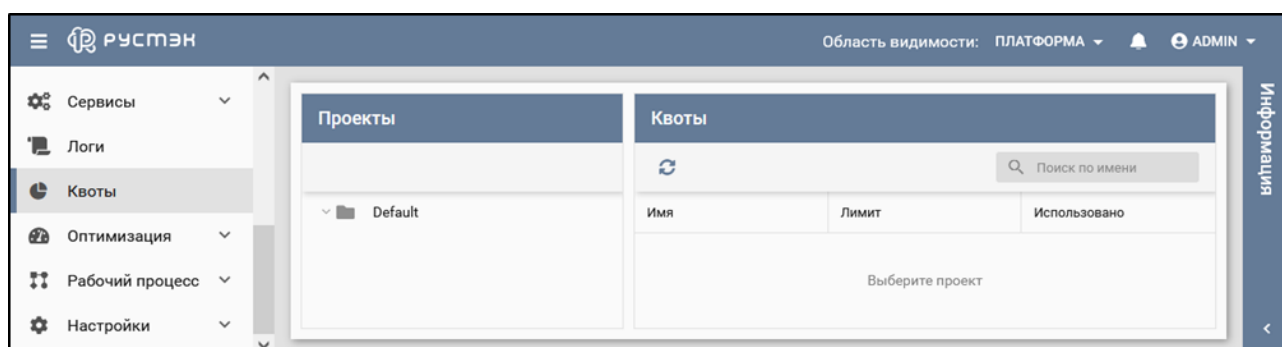 РУСТЭК
Область видимости: ПЛАТФОРМА
ADMIN
Сервисы
Логи
Квоты
Оптимизация
Рабочий процесс
Настройки
Проекты
Default
Квоты
Поиск по имени
Имя Лимит Использовано
Выберите проект
Информация